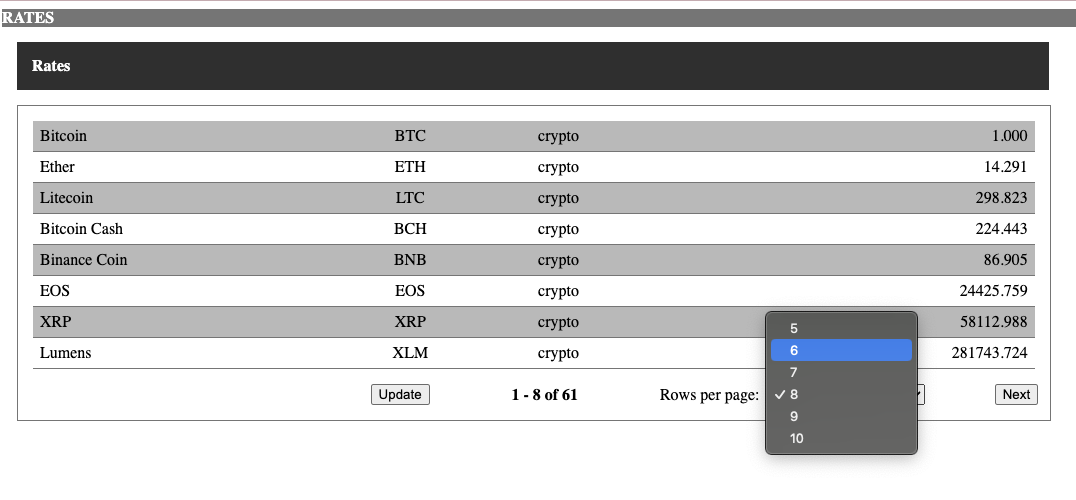 RATES
Rates
Bitcoin BTC crypto 1.000
Ether ETH crypto 14.291
Litecoin LTC crypto 298.823
Bitcoin Cash BCH crypto 224.443
Binance Coin BNB crypto 86.905
EOS EOS crypto 24425.759
XRP XRP crypto 58112.988
Lumens XLM crypto 281743.724
Update 1 - 8 of 61 Rows per page: Next
5
6
7
✓ 8
9
10